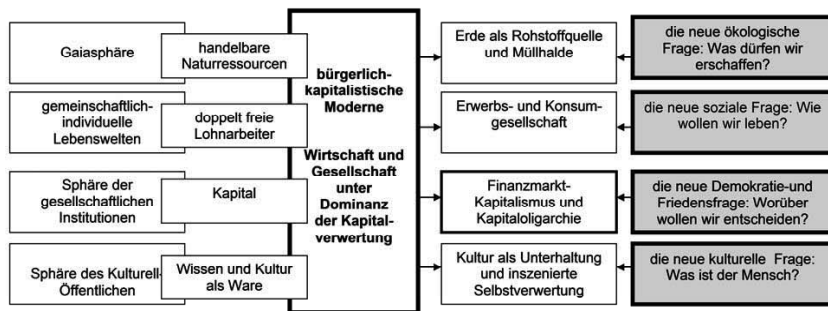 Gaiasphäre
handelbare
Naturressourcen
gemeinschaftlich-
individuelle
Lebenswelten
doppelt freie
Lohnarbeiter
Sphäre der
gesellschaftlichen
Institutionen
Kapital
Sphäre des Kulturell-
Öffentlichen
Wissen und Kultur
als Ware
bürgerlich-
kapitalistische
Moderne
Wirtschaft und
Gesellschaft
unter
Dominanz
der Kapital-
verwertung
Erde als Rohstoffquelle
und Müllhalde
Erwerbs- und Konsum-
gesellschaft
Finanzmarkt-
Kapitalismus und
Kapitaloligarchie
Kultur als Unterhaltung
und inszenierte
Selbstverwertung
die neue ökologische
Frage: Was dürfen wir
erschaffen?
die neue soziale Frage: Wie
wollen wir leben?
die neue Demokratie-und
Friedensfrage: Worüber
wollen wir entscheiden?
die neue kulturelle Frage:
Was ist der Mensch?